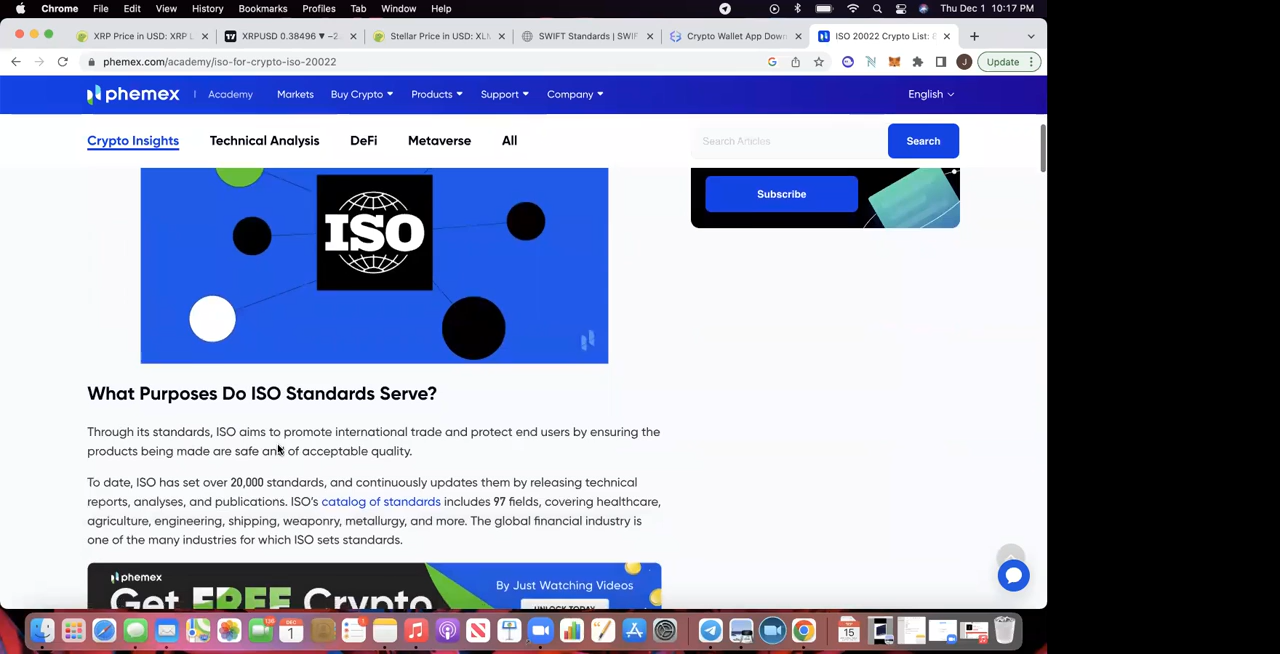 Chrome File Edit View History Bookmarks Profiles Tab Window Help Thu Dec 1 10:17 PM
XRP Price in USD: XRP L XRPUSD 0.38496 ▼ −2 Stellar Price in USD: XLM SWIFT Standards | SWIF Crypto Wallet App Down ISO 20022 Crypto List: 8
phemex.com/academy/iso-for-crypto-iso-20022 G J Update
phemex Academy Markets Buy Crypto Products Support Company English
Crypto Insights Technical Analysis DeFi Metaverse All Search Articles Search
Subscribe
ISO
What Purposes Do ISO Standards Serve?
Through its standards, ISO aims to promote international trade and protect end users by ensuring the
products being made are safe and of acceptable quality.
To date, ISO has set over 20,000 standards, and continuously updates them by releasing technical
reports, analyses, and publications. ISO's catalog of standards includes 97 fields, covering healthcare,
agriculture, engineering, shipping, weaponry, metallurgy, and more. The global financial industry is
one of the many industries for which ISO sets standards.
phemex
Get FREE Crypto
By Just Watching Videos
UNLOCK TODAY
DEC
1
15